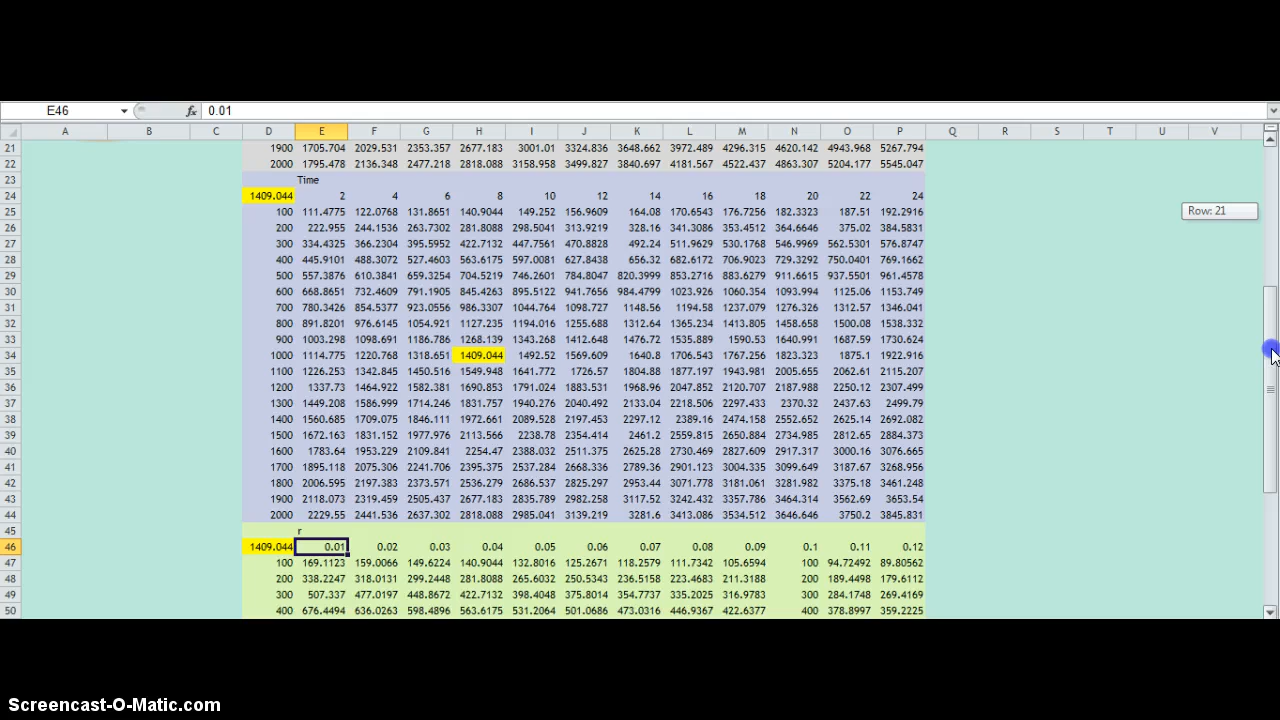 E46 fx 0.01
A B C D E F G H I J K L M N O P Q R S T U V
21 1900 1705.704 2029.531 2353.357 2677.183 3001.01 3324.836 3648.662 3972.489 4296.315 4620.142 4943.968 5267.794
22 2000 1795.478 2136.348 2477.218 2818.088 3158.958 3499.827 3840.697 4181.567 4522.437 4863.307 5204.177 5545.047
23 Time
24 1409.044 2 4 6 8 10 12 14 16 18 20 22 24
Row: 21
25 100 111.4775 122.0768 131.8651 140.9044 149.252 156.9609 164.08 170.6543 176.7256 182.3323 187.51 192.2916
26 200 222.955 244.1536 263.7302 281.8088 298.5041 313.9219 328.16 341.3086 353.4512 364.6646 375.02 384.5831
27 300 334.4325 366.2304 395.5952 422.7132 447.7561 470.8828 492.24 511.9629 530.1768 546.9969 562.5301 576.8747
28 400 445.9101 488.3072 527.4603 563.6175 597.0081 627.8438 656.32 682.6172 706.9023 729.3292 750.0401 769.1662
29 500 557.3876 610.3841 659.3254 704.5219 746.2601 784.8047 820.3999 853.2716 883.6279 911.6615 937.5501 961.4578
30 600 668.8651 732.4609 791.1905 845.4263 895.5122 941.7656 984.4799 1023.926 1060.354 1093.994 1125.06 1153.749
31 700 780.3426 854.5377 923.0556 986.3307 1044.764 1098.727 1148.56 1194.58 1237.079 1276.326 1312.57 1346.041
32 800 891.8201 976.6145 1054.921 1127.235 1194.016 1255.688 1312.64 1365.234 1413.805 1458.658 1500.08 1538.332
33 900 1003.298 1098.691 1186.786 1268.139 1343.268 1412.648 1476.72 1535.889 1590.53 1640.991 1687.59 1730.624
34 1000 1114.775 1220.768 1318.651 1409.044 1492.52 1569.609 1640.8 1706.543 1767.256 1823.323 1875.1 1922.916
35 1100 1226.253 1342.845 1450.516 1549.948 1641.772 1726.57 1804.88 1877.197 1943.981 2005.655 2062.61 2115.207
36 1200 1337.73 1464.922 1582.381 1690.853 1791.024 1883.531 1968.96 2047.852 2120.707 2187.988 2250.12 2307.499
37 1300 1449.208 1586.999 1714.246 1831.757 1940.276 2040.492 2133.04 2218.506 2297.433 2370.32 2437.63 2499.79
38 1400 1560.685 1709.075 1846.111 1972.661 2089.528 2197.453 2297.12 2389.16 2474.158 2552.652 2625.14 2692.082
39 1500 1672.163 1831.152 1977.976 2113.566 2238.78 2354.414 2461.2 2559.815 2650.884 2734.985 2812.65 2884.373
40 1600 1783.64 1953.229 2109.841 2254.47 2388.032 2511.375 2625.28 2730.469 2827.609 2917.317 3000.16 3076.665
41 1700 1895.118 2075.306 2241.706 2395.375 2537.284 2668.336 2789.36 2901.123 3004.335 3099.649 3187.67 3268.956
42 1800 2006.595 2197.383 2373.571 2536.279 2686.537 2825.297 2953.44 3071.778 3181.061 3281.982 3375.18 3461.248
43 1900 2118.073 2319.459 2505.437 2677.183 2835.789 2982.258 3117.52 3242.432 3357.786 3464.314 3562.69 3653.54
44 2000 2229.55 2441.536 2637.302 2818.088 2985.041 3139.219 3281.6 3413.086 3534.512 3646.646 3750.2 3845.831
45 r
46 1409.044 0.01 0.02 0.03 0.04 0.05 0.06 0.07 0.08 0.09 0.1 0.11 0.12
47 100 169.1123 159.0066 149.6224 140.9044 132.8016 125.2671 118.2579 111.7342 105.6594 100 94.72492 89.80562
48 200 338.2247 318.0131 299.2448 281.8088 265.6032 250.5343 236.5158 223.4683 211.3188 200 189.4498 179.6112
49 300 507.337 477.0197 448.8672 422.7132 398.4048 375.8014 354.7737 335.2025 316.9783 300 284.1748 269.4169
50 400 676.4494 636.0263 598.4896 563.6175 531.2064 501.0686 473.0316 446.9367 422.6377 400 378.8997 359.2225
Screencast-O-Matic.com